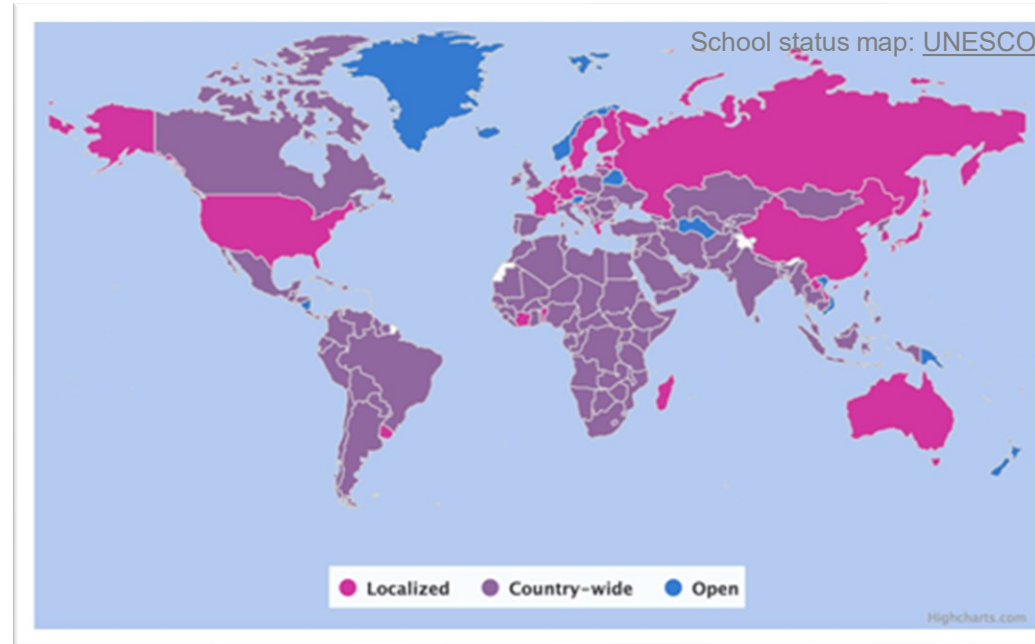 School status map: UNESCO
Localized
Country-wide
Open
Highcharts.com